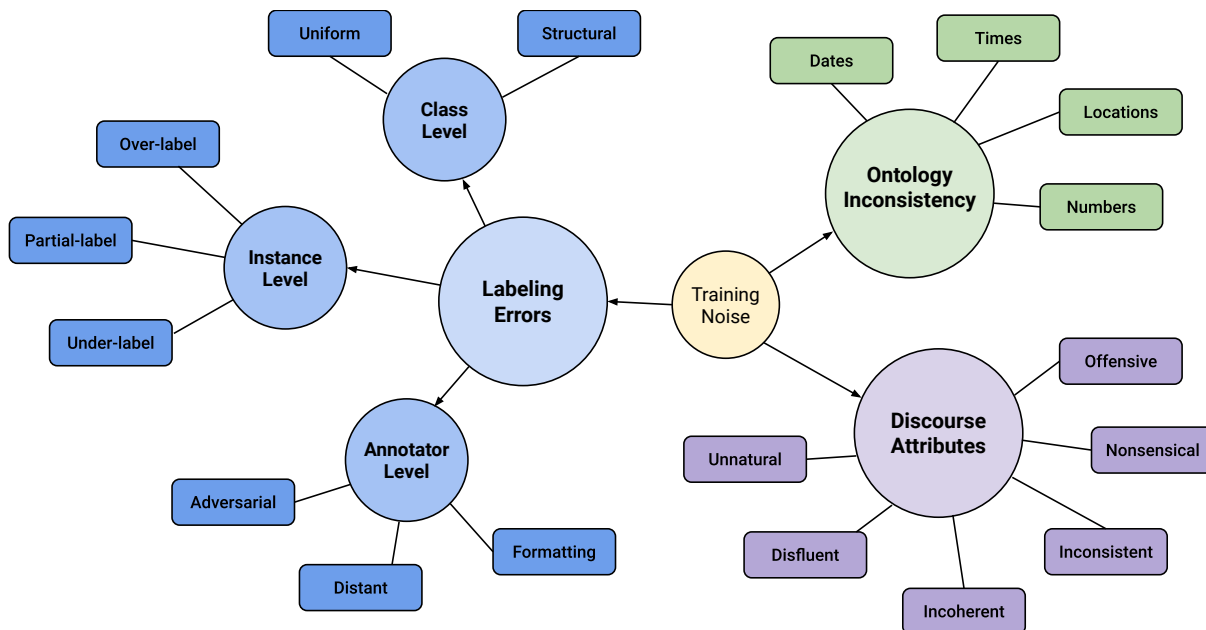 Uniform
Structural
Class
Level
Over-label
Partial-label
Under-label
Instance
Level
Labeling
Errors
Annotator
Level
Adversarial
Distant
Formatting
Training
Noise
Dates
Times
Locations
Numbers
Ontology
Inconsistency
Discourse
Attributes
Offensive
Nonsensical
Inconsistent
Incoherent
Disfluent
Unnatural